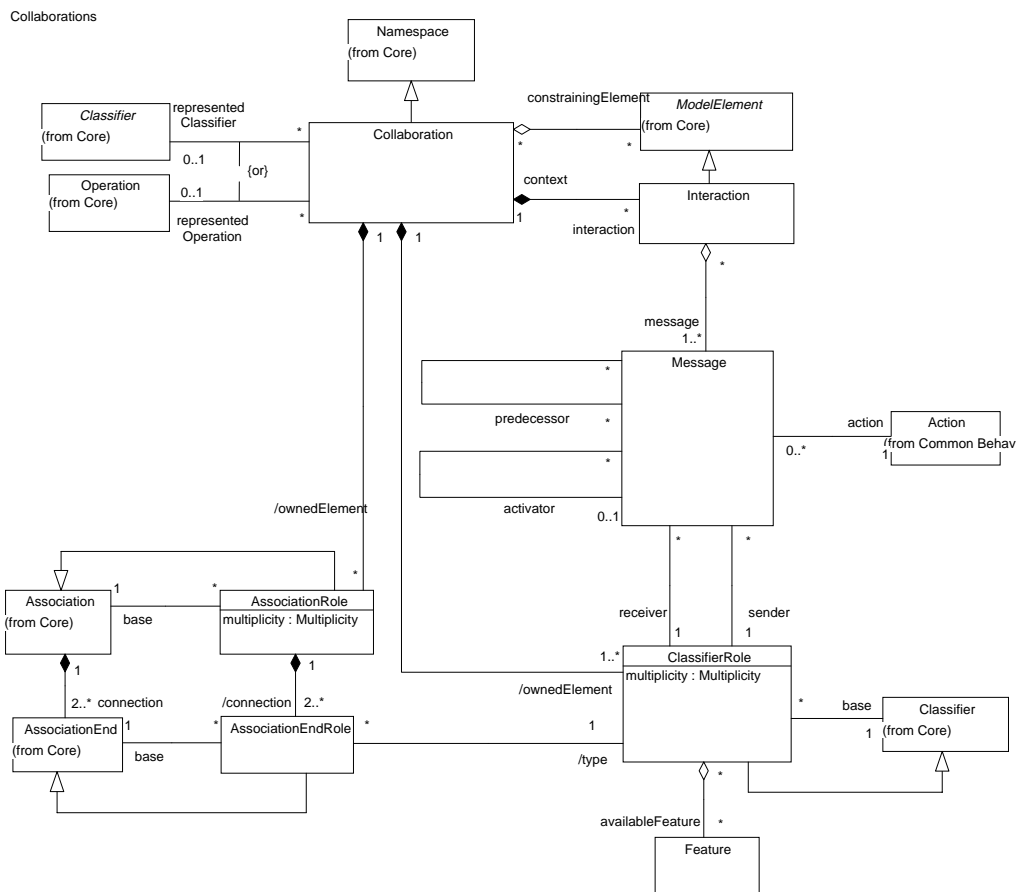 Collaborations
Namespace
(from Core)
Classifier
(from Core)
represented
Classifier
*
0..1
{or}
Operation
(from Core)
0..1
represented
Operation
*
Collaboration
constrainingElement
*
*
ModelElement
(from Core)
context
1
*
interaction
Interaction
*
1
1
message
1..*
Message
*
predecessor
*
*
activator
0..1
action
0..*
1
Action
(from Common Behav
/ownedElement
*
*
*
receiver
sender
1
1
Association
(from Core)
1
*
base
AssociationRole
multiplicity : Multiplicity
1..*
/ownedElement
ClassifierRole
multiplicity : Multiplicity
1
1
2..*
connection
/connection
2..*
AssociationEnd
(from Core)
1
*
base
AssociationEndRole
*
1
/type
*
base
1
Classifier
(from Core)
*
availableFeature
*
Feature